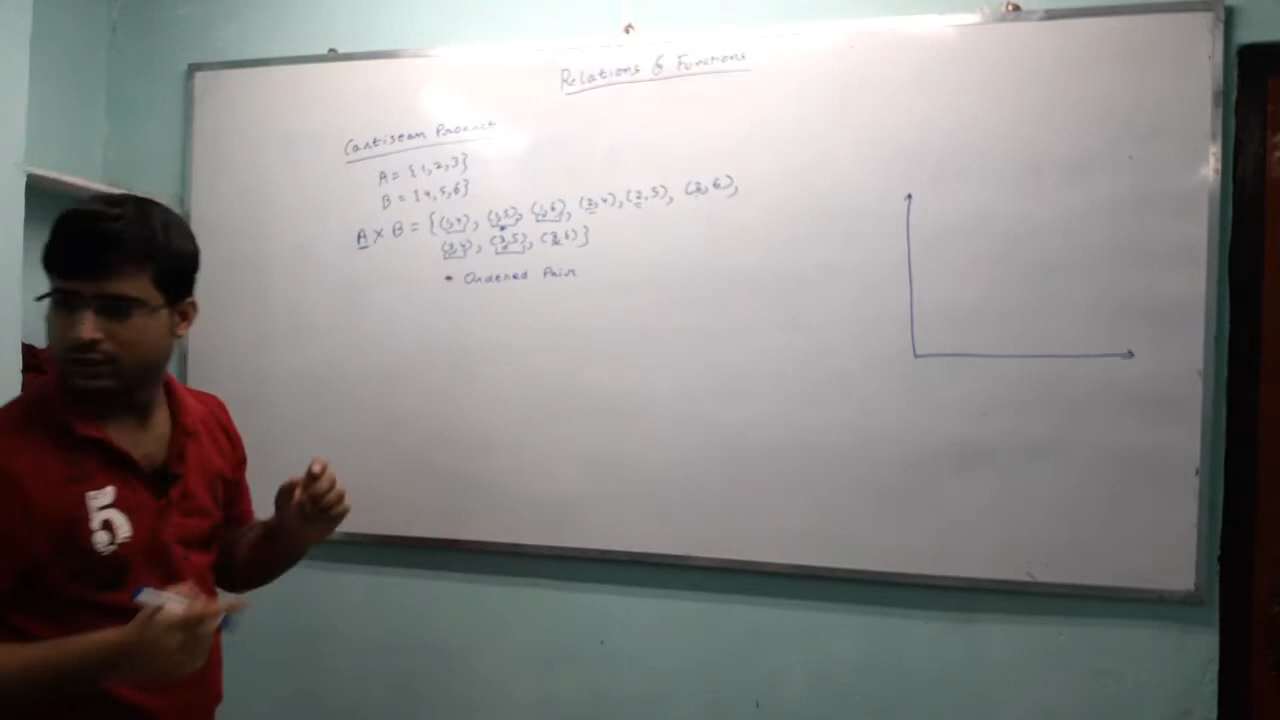 Relations & Functions
Cartisean Product
A = {1,2,3}
B = {4,5,6}
A × B = {(1,4), (1,5), (1,6), (2,4), (2,5), (2,6),
(3,4), (3,5), (3,6)}
* Ordered Pair
5